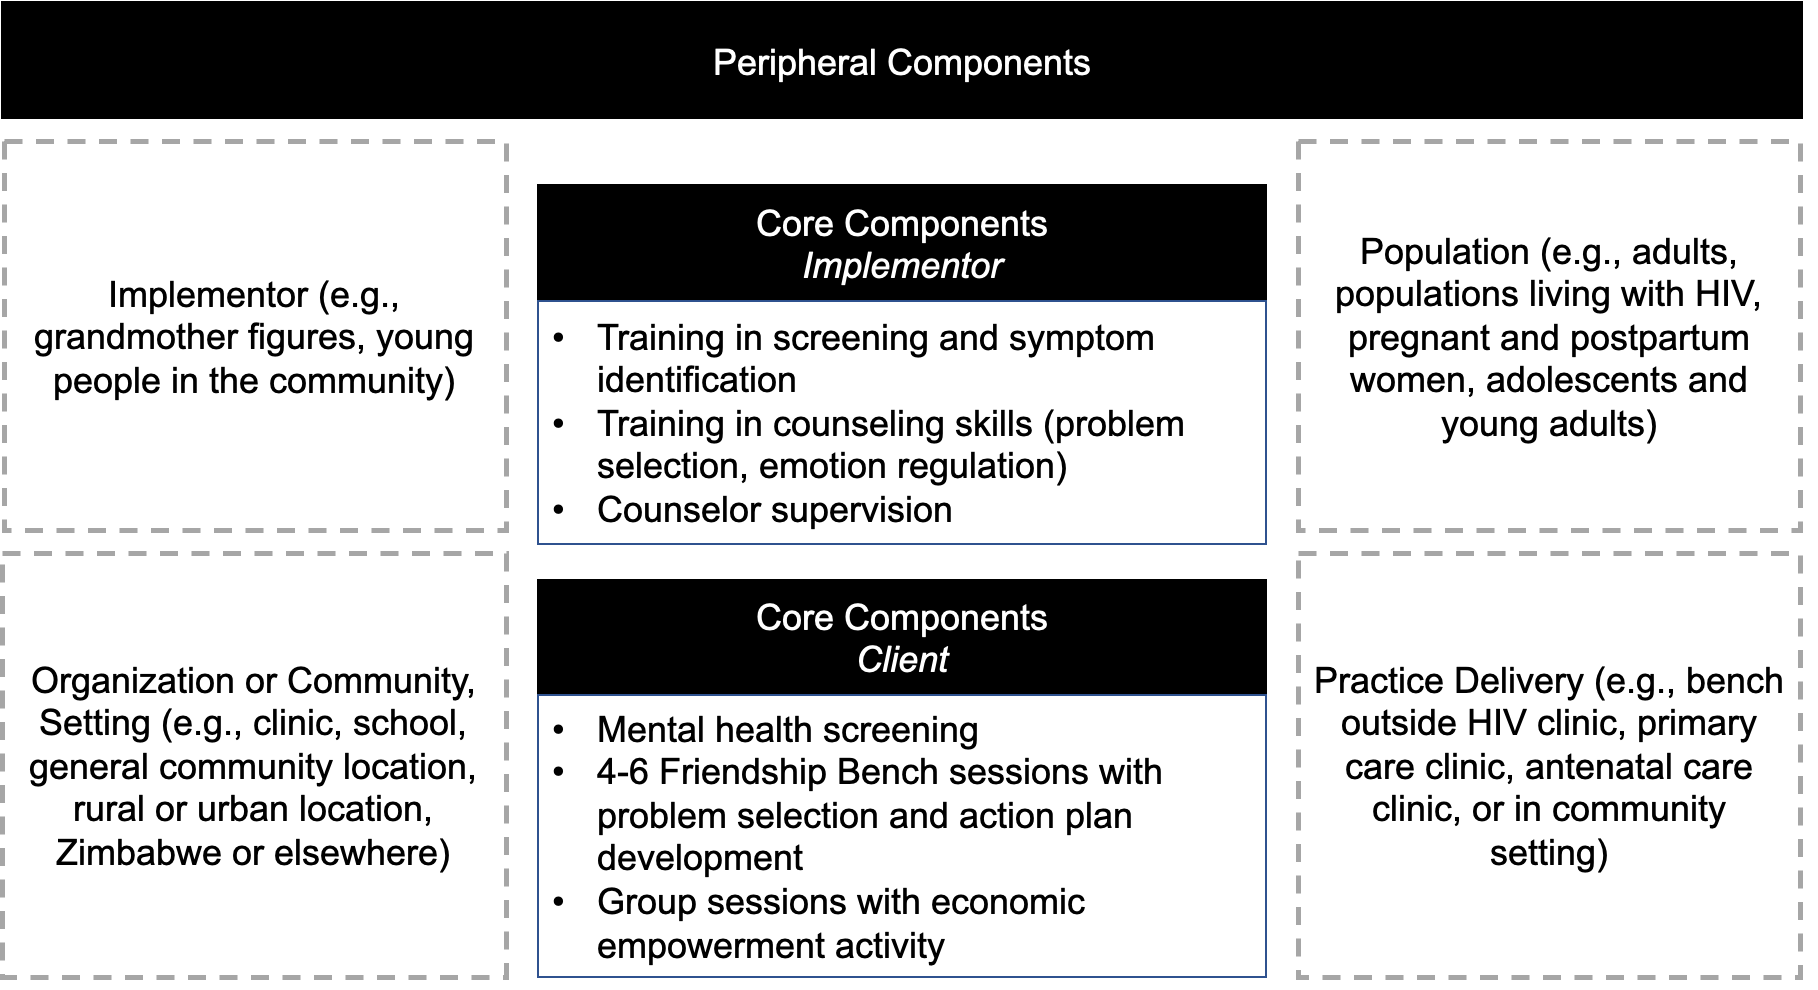 Peripheral Components
Implementor (e.g.,
grandmother figures, young
people in the community)
Core Components
Implementor
• Training in screening and symptom
identification
• Training in counseling skills (problem
selection, emotion regulation)
• Counselor supervision
Population (e.g., adults,
populations living with HIV,
pregnant and postpartum
women, adolescents and
young adults)
Organization or Community,
Setting (e.g., clinic, school,
general community location,
rural or urban location,
Zimbabwe or elsewhere)
Core Components
Client
• Mental health screening
• 4-6 Friendship Bench sessions with
problem selection and action plan
development
• Group sessions with economic
empowerment activity
Practice Delivery (e.g., bench
outside HIV clinic, primary
care clinic, antenatal care
clinic, or in community
setting)